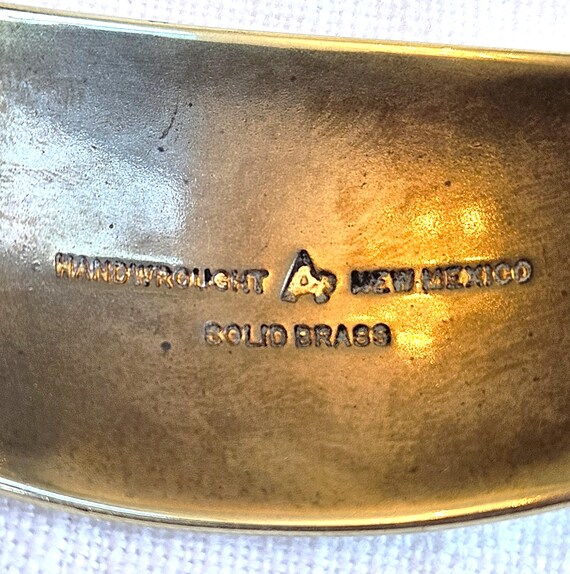 HANDWROUGHT A NEW MEXICO
SOLID BRASS